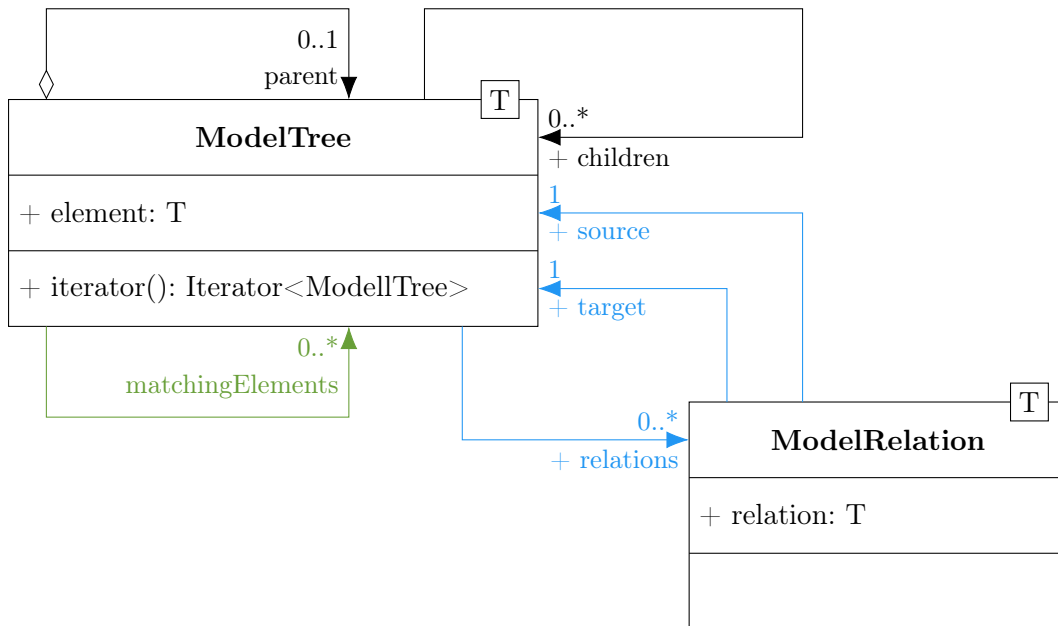 0..1
parent
T
ModelTree
0..*
+ children
+ element: T
1
+ source
+ iterator(): Iterator<ModellTree>
1
+ target
0..*
matchingElements
0..*
+ relations
T
ModelRelation
+ relation: T